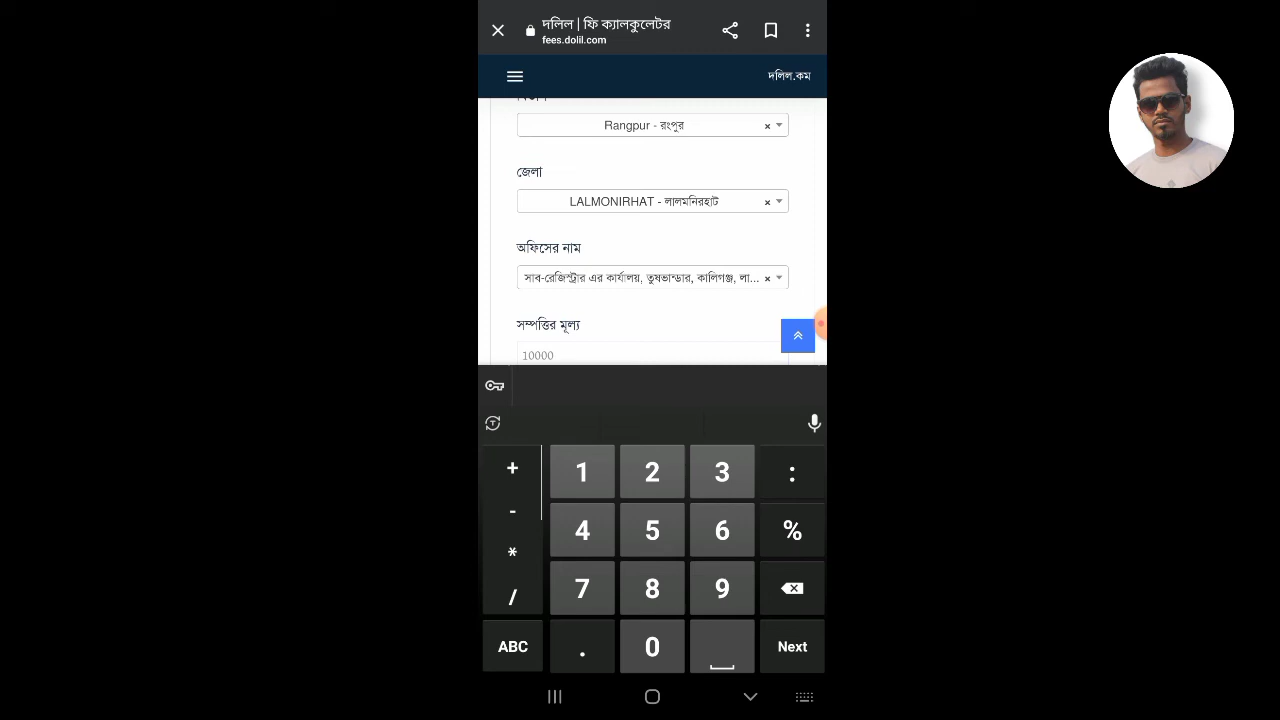 দলিল | ফি ক্যালকুলেটর
fees.dolil.com
দলিল.কম
Rangpur - রংপুর
জেলা
LALMONIRHAT - লালমনিরহাট
অফিসের নাম
সাব-রেজিস্ট্রার এর কার্যালয়, তুষভান্ডার, কালিগঞ্জ, লা...
সম্পত্তির মূল্য
10000
+ 1 2 3 :
- 4 5 6 %
*
/ 7 8 9
ABC . 0 Next